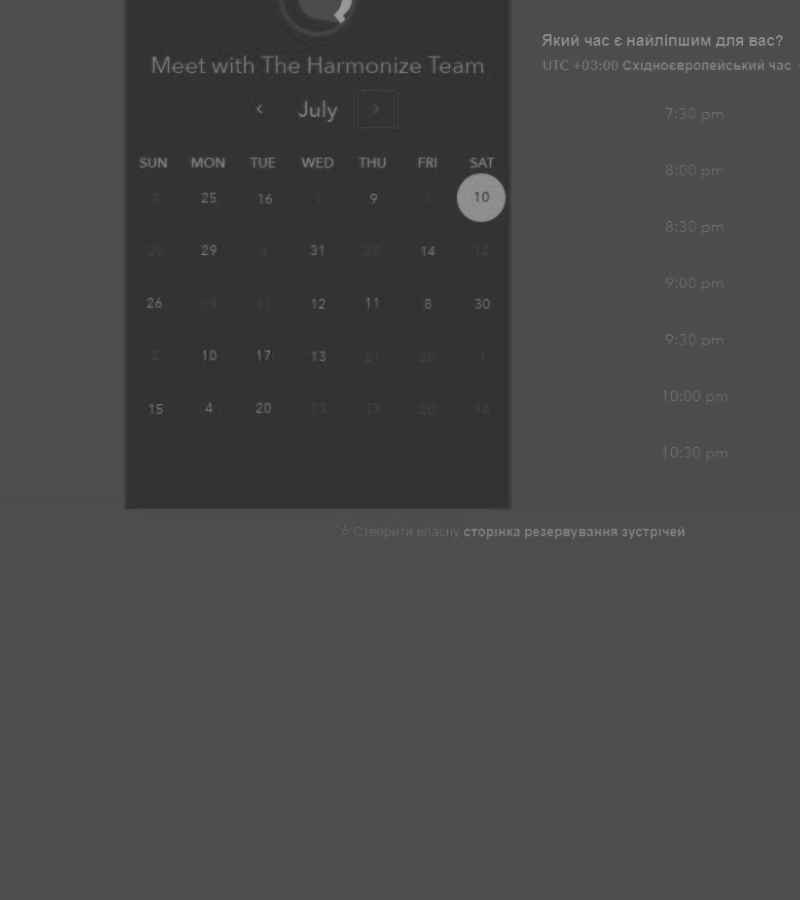 Meet with The Harmonize Team
July
SUN MON TUE WED THU FRI SAT
25 16 9 10
29 29 4 31 28 14 12
26 19 11 12 11 8 30
2 10 17 13 21 20
15 4 20 13 13 20 16
Який час є найліпшим для вас?
UTC +03:00 Східноєвропейський час
7:30 pm
8:00 pm
8:30 pm
9:00 pm
9:30 pm
10:00 pm
10:30 pm
Створити власну сторінка резервування зустрічей